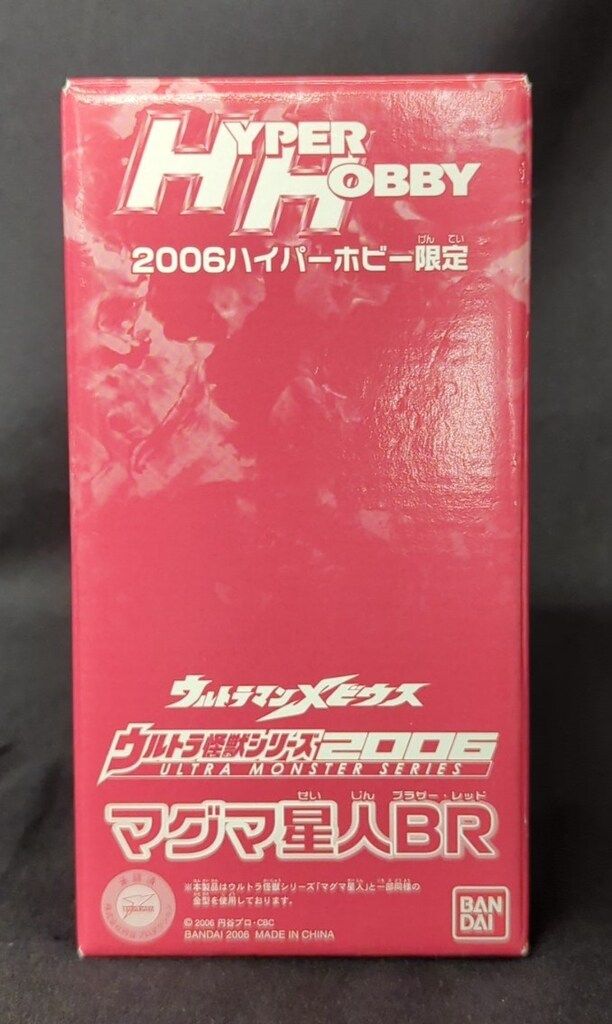 HYPER HOBBY
2006ハイパーホビー限定
げん てい
ウルトラマンメビウス
ウルトラ怪獣シリーズ2006
ULTRA MONSTER SERIES
せい じん ブラザー・レッド
マグマ星人BR
※本製品はウルトラ怪獣シリーズ「マグマ星人」と一部同様の
金型を使用しております。
© 2006 円谷プロ・CBC
BANDAI 2006 MADE IN CHINA
BAN
DAI